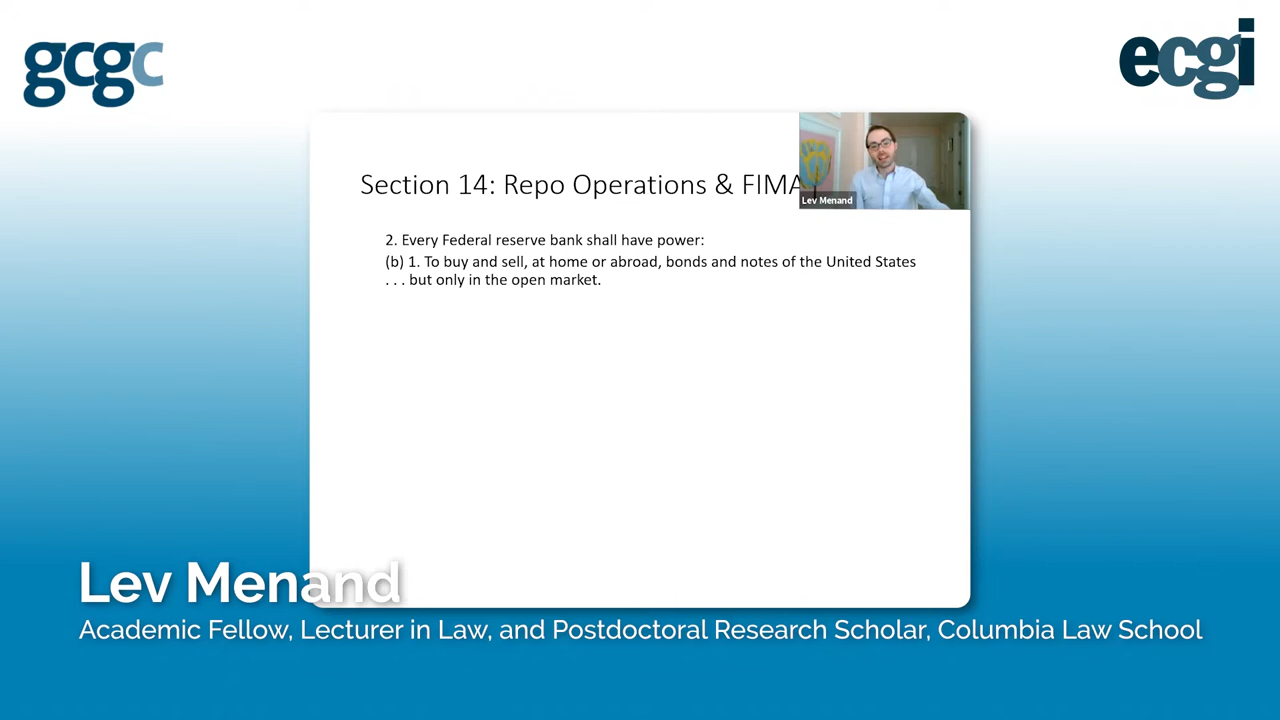 gcgc
ecgi
Section 14: Repo Operations & FIMA
Lev Menand
2. Every Federal reserve bank shall have power:
(b) 1. To buy and sell, at home or abroad, bonds and notes of the United States
. . . but only in the open market.
Lev Menand
Academic Fellow, Lecturer in Law, and Postdoctoral Research Scholar, Columbia Law School